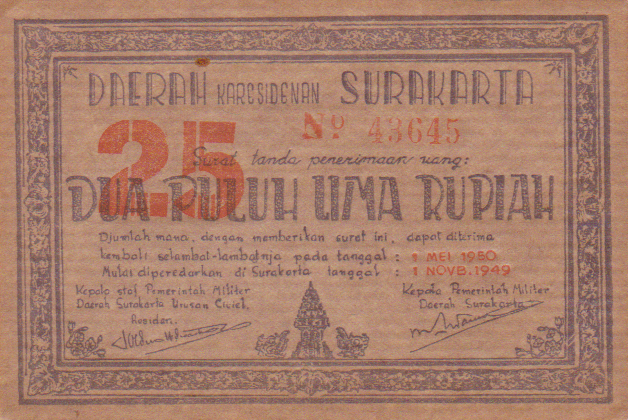 DAERAH KARESIDENAN SURAKARTA
25
No 43645
Surat tanda penerimaan uang:
DUA PULUH LIMA RUPIAH
Djumlah mana, dengan memberikan surat ini, dapat diterima
kembali selambat-lambatnja pada tanggal : 1 MEI 1950
Mulai diperedarkan di Surakarta tanggal : 1 NOVB. 1949
Kepala staf Pemerintah Militer
Daerah Surakarta Urusan Civiel,
Residen.
Kepala Pemerintah Militer
Daerah Surakarta